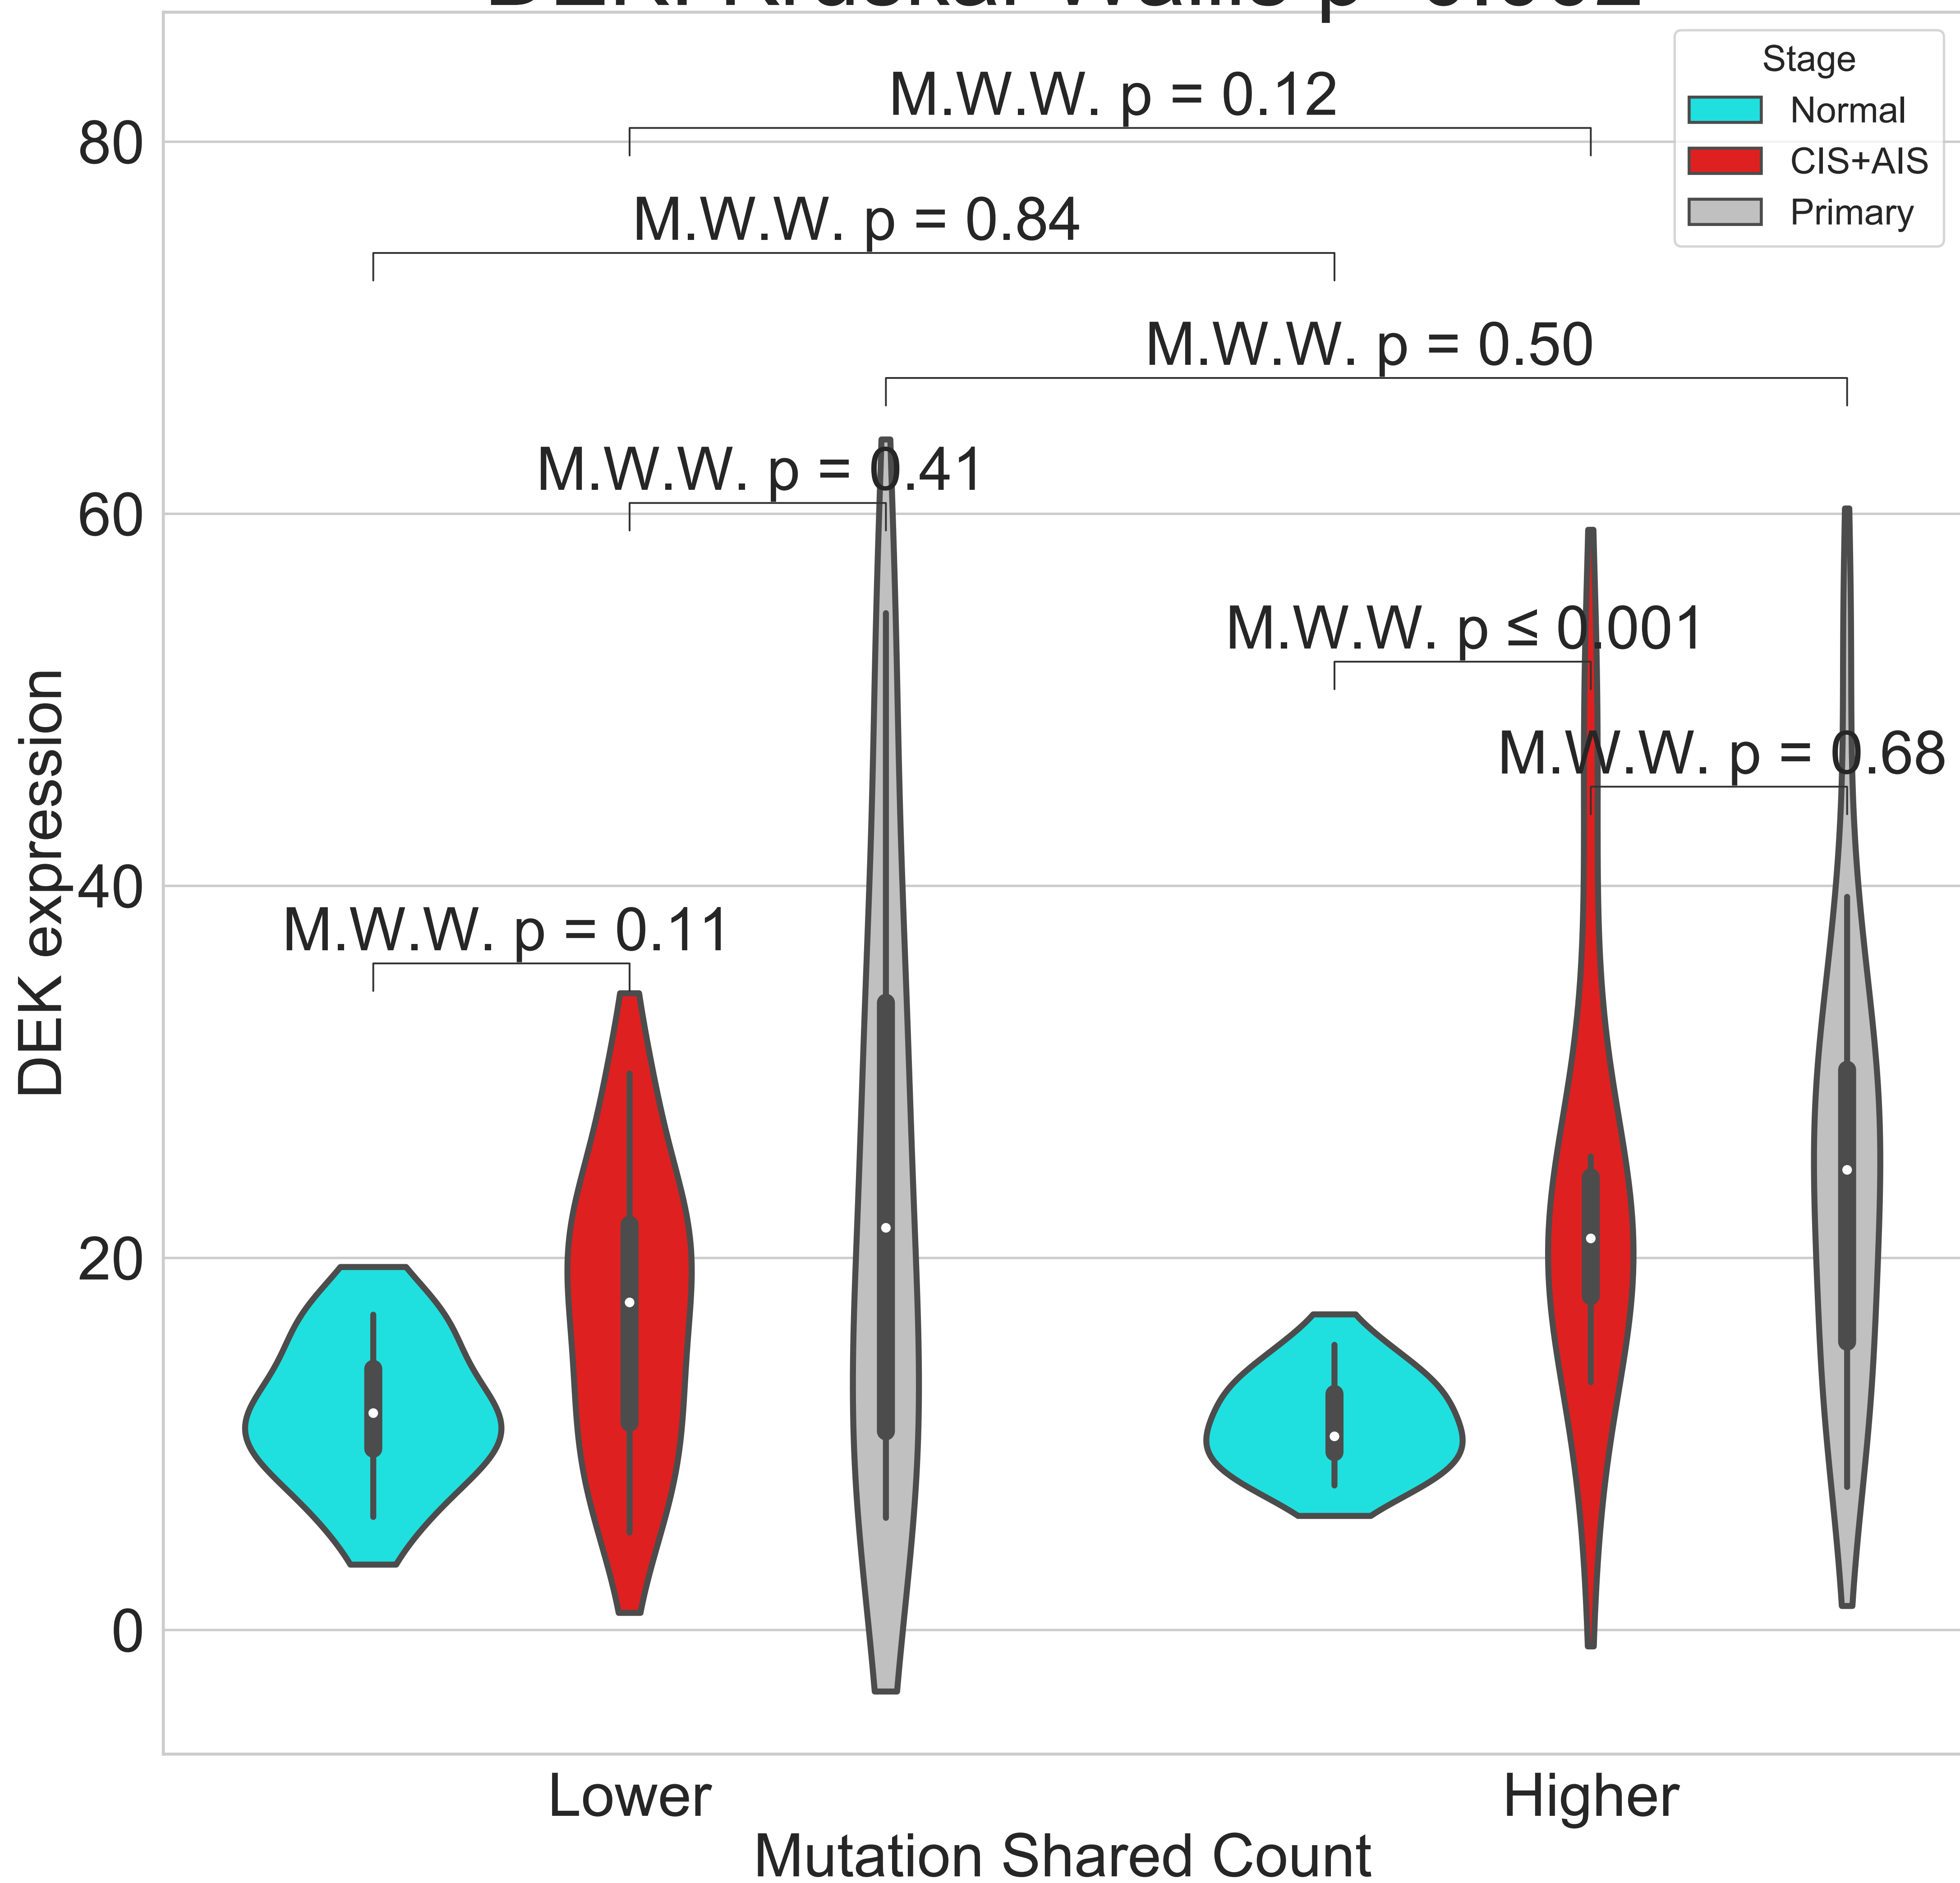 M.W.W. p = 0.12
M.W.W. p = 0.84
M.W.W. p = 0.50
M.W.W. p = 0.41
M.W.W. p ≤ 0.001
M.W.W. p = 0.68
M.W.W. p = 0.11
Stage
Normal
CIS+AIS
Primary
80
60
40
20
0
DEK expression
Lower
Higher
Mutation Shared Count